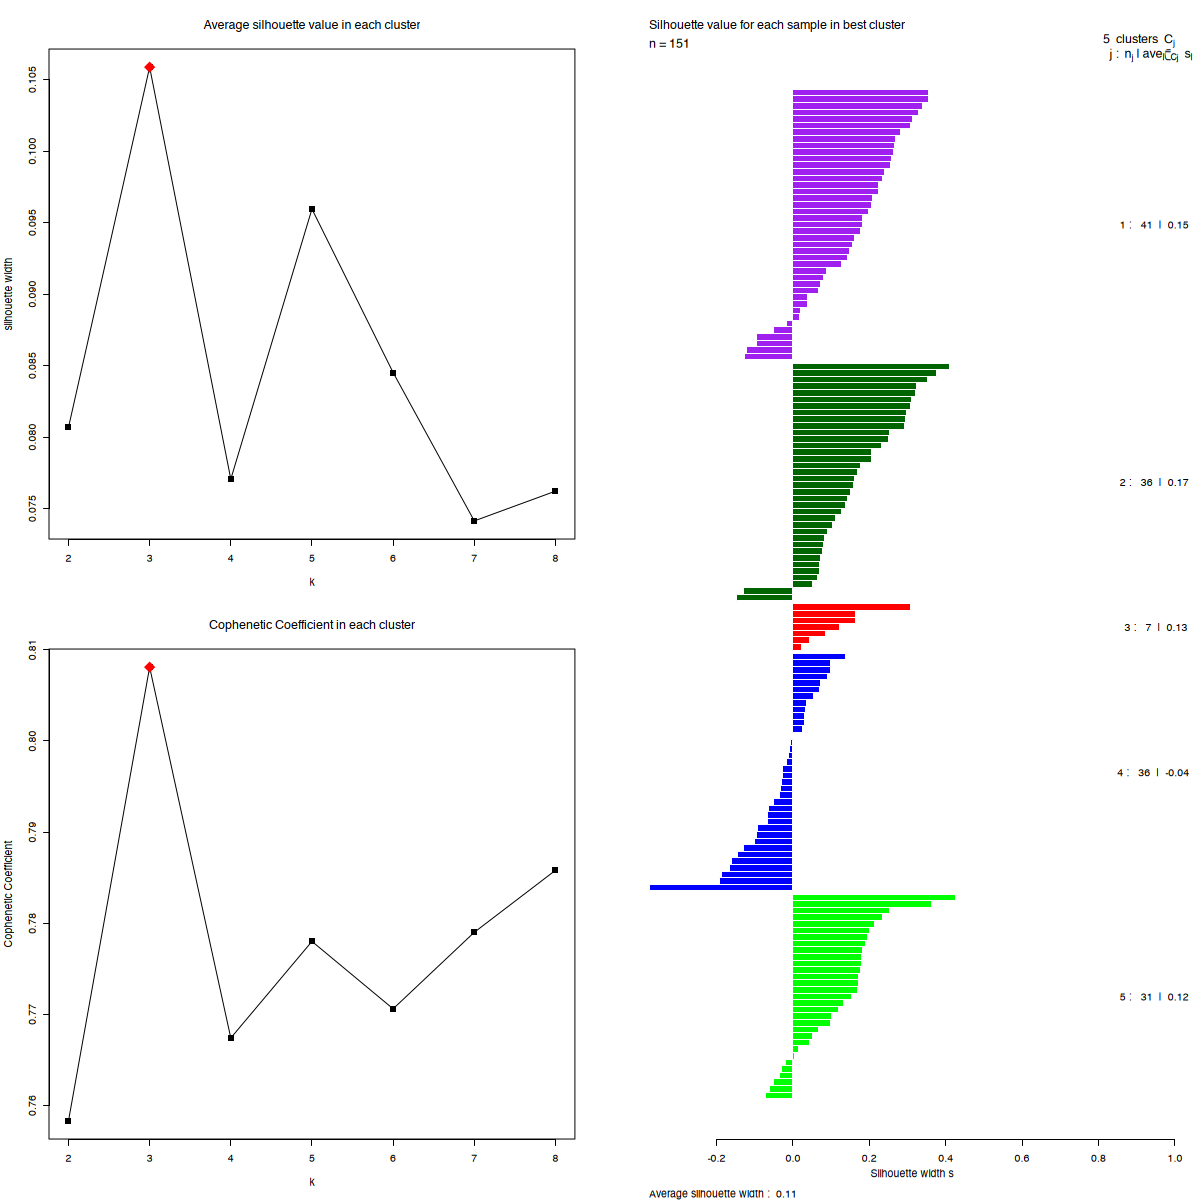 Average silhouette value in each cluster
silhouette width
0.105
0.100
0.095
0.090
0.085
0.080
0.075
2 3 4 5 6 7 8
k
Cophenetic Coefficient in each cluster
Cophenetic Coefficient
0.81
0.80
0.79
0.78
0.77
0.76
2 3 4 5 6 7 8
k
Silhouette value for each sample in best cluster
n = 151
5 clusters Cj
j : nj | avei∈Cj si
1 : 41 | 0.15
2 : 36 | 0.17
3 : 7 | 0.13
4 : 36 | -0.04
5 : 31 | 0.12
-0.2 0.0 0.2 0.4 0.6 0.8 1.0
Silhouette width s
Average silhouette width : 0.11